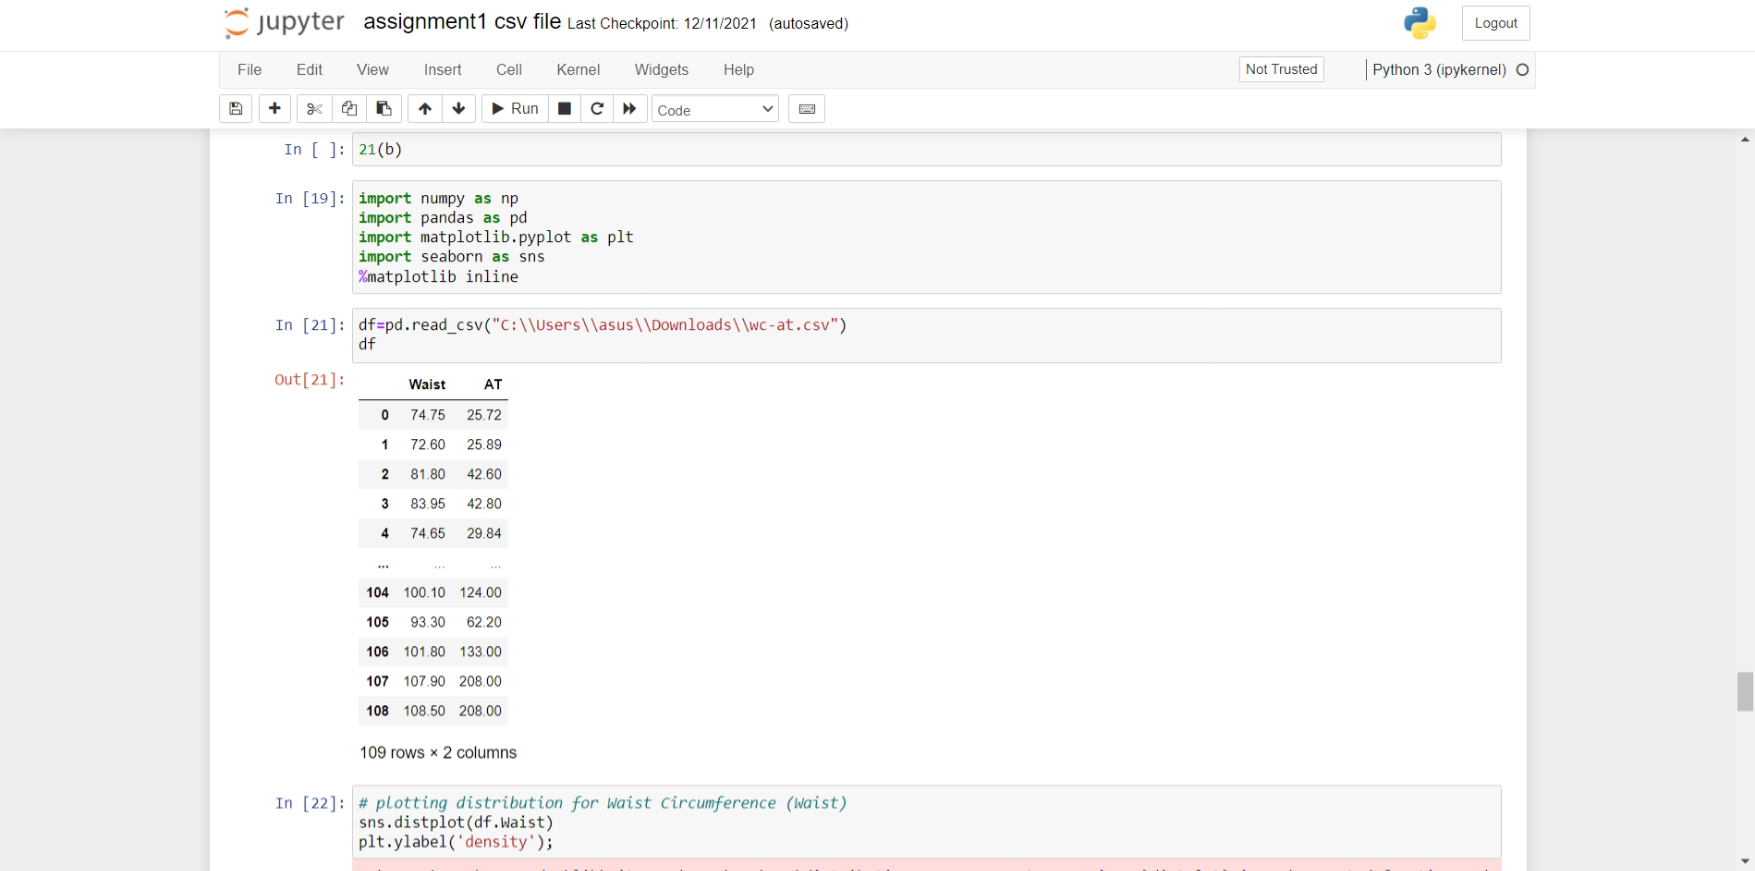 jupyter assignment1 csv file Last Checkpoint: 12/11/2021 (autosaved)
Logout
File Edit View Insert Cell Kernel Widgets Help
Not Trusted
Python 3 (ipykernel)
Run
Code
In [ ]: 21(b)
In [19]: import numpy as np
import pandas as pd
import matplotlib.pyplot as plt
import seaborn as sns
%matplotlib inline
In [21]: df=pd.read_csv("C:\\Users\\asus\\Downloads\\wc-at.csv")
df
Out[21]:
Waist AT
0 74.75 25.72
1 72.60 25.89
2 81.80 42.60
3 83.95 42.80
4 74.65 29.84
... ... ...
104 100.10 124.00
105 93.30 62.20
106 101.80 133.00
107 107.90 208.00
108 108.50 208.00
109 rows × 2 columns
In [22]: # plotting distribution for Waist Circumference (Waist)
sns.distplot(df.Waist)
plt.ylabel('density');